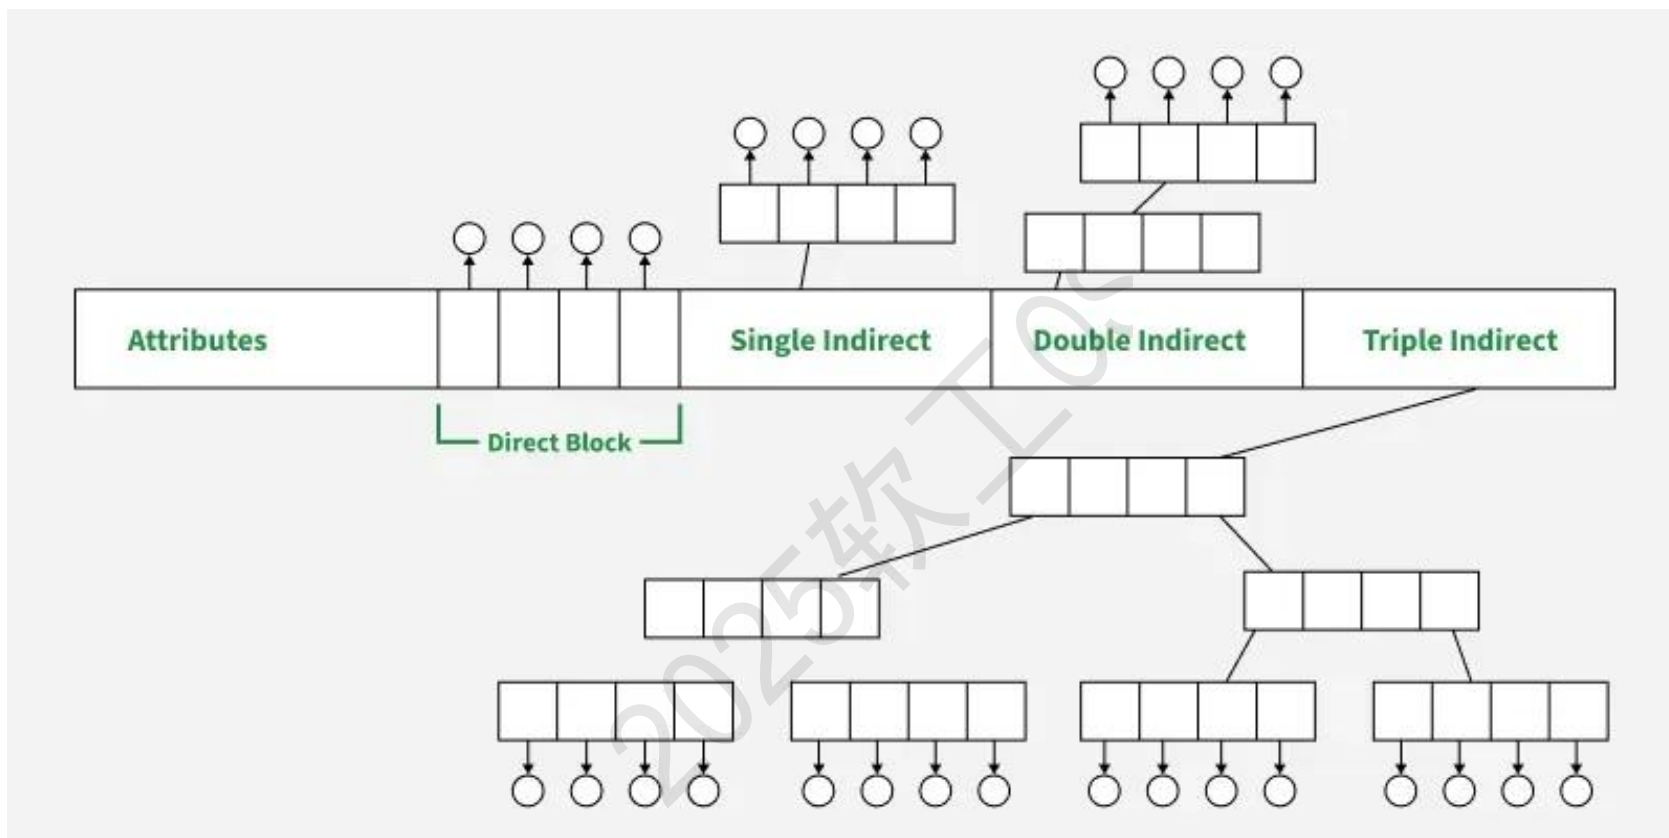 Attributes
Single Indirect
Double Indirect
Triple Indirect
Direct Block
2025软工